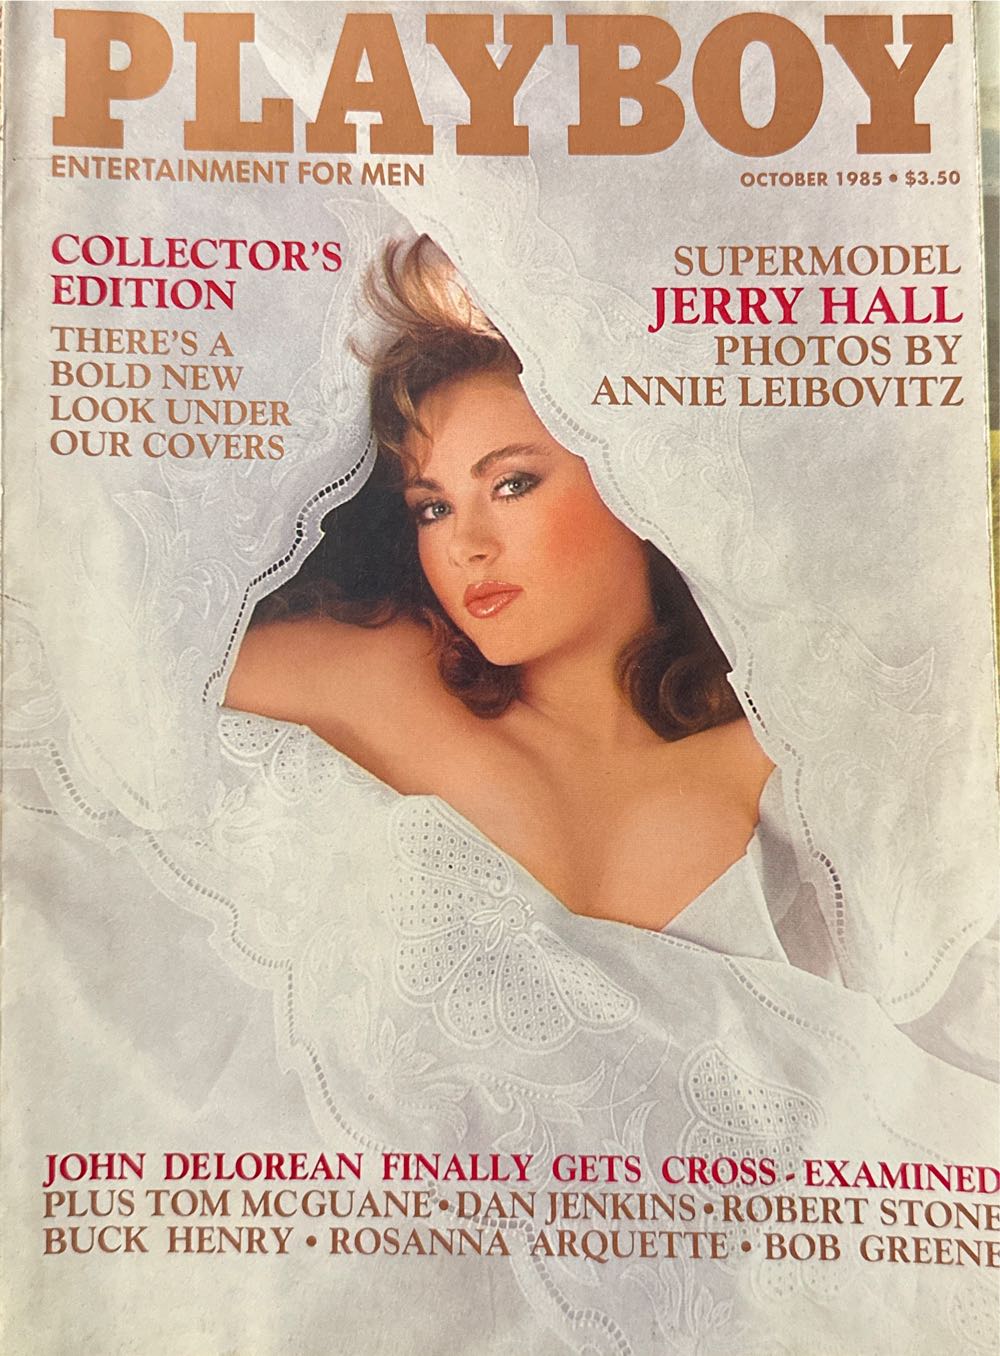 PLAYBOY
ENTERTAINMENT FOR MEN
OCTOBER 1985 • $3.50
COLLECTOR'S
EDITION
THERE'S A
BOLD NEW
LOOK UNDER
OUR COVERS
SUPERMODEL
JERRY HALL
PHOTOS BY
ANNIE LEIBOVITZ
JOHN DELOREAN FINALLY GETS CROSS-EXAMINED
PLUS TOM MCGUANE • DAN JENKINS • ROBERT STONE
BUCK HENRY • ROSANNA ARQUETTE • BOB GREENE